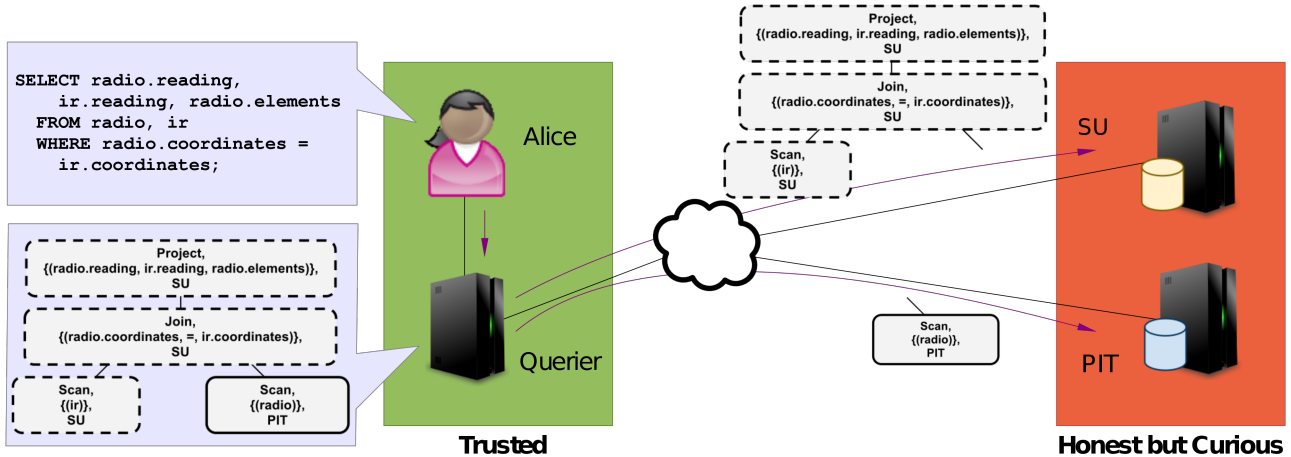 SELECT radio.reading,
ir.reading, radio.elements
FROM radio, ir
WHERE radio.coordinates =
ir.coordinates;
Project,
{(radio.reading, ir.reading, radio.elements)},
SU
Join,
{(radio.coordinates, =, ir.coordinates)},
SU
Scan,
{(ir)},
SU
Scan,
{(radio)},
PIT
Alice
Querier
Trusted
Project,
{(radio.reading, ir.reading, radio.elements)},
SU
Join,
{(radio.coordinates, =, ir.coordinates)},
SU
Scan,
{(ir)},
SU
Scan,
{(radio)},
PIT
SU
PIT
Honest but Curious